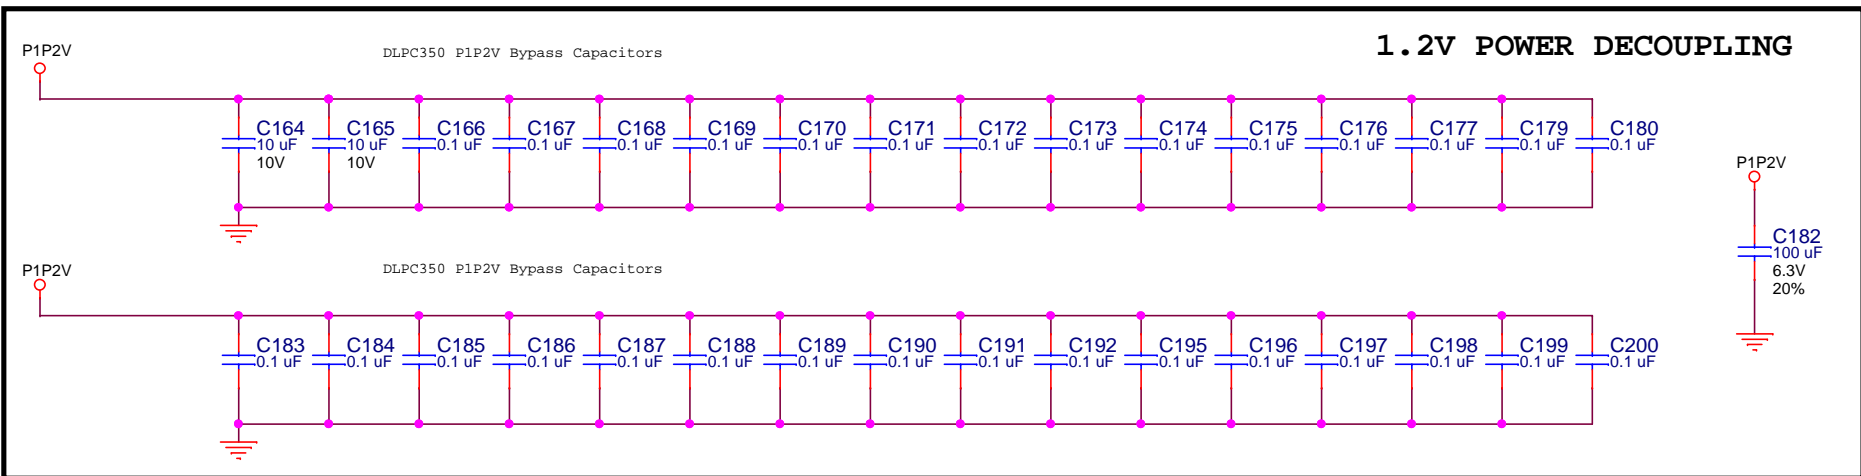 1.2V POWER DECOUPLING
P1P2V
DLPC350 P1P2V Bypass Capacitors
C164 C165 C166 C167 C168 C169 C170 C171 C172 C173 C174 C175 C176 C177 C179 C180
10 uF 10 uF 0.1 uF 0.1 uF 0.1 uF 0.1 uF 0.1 uF 0.1 uF 0.1 uF 0.1 uF 0.1 uF 0.1 uF 0.1 uF 0.1 uF 0.1 uF 0.1 uF
10V 10V
P1P2V
C182
100 uF
6.3V
20%
P1P2V
DLPC350 P1P2V Bypass Capacitors
C183 C184 C185 C186 C187 C188 C189 C190 C191 C192 C195 C196 C197 C198 C199 C200
0.1 uF 0.1 uF 0.1 uF 0.1 uF 0.1 uF 0.1 uF 0.1 uF 0.1 uF 0.1 uF 0.1 uF 0.1 uF 0.1 uF 0.1 uF 0.1 uF 0.1 uF 0.1 uF